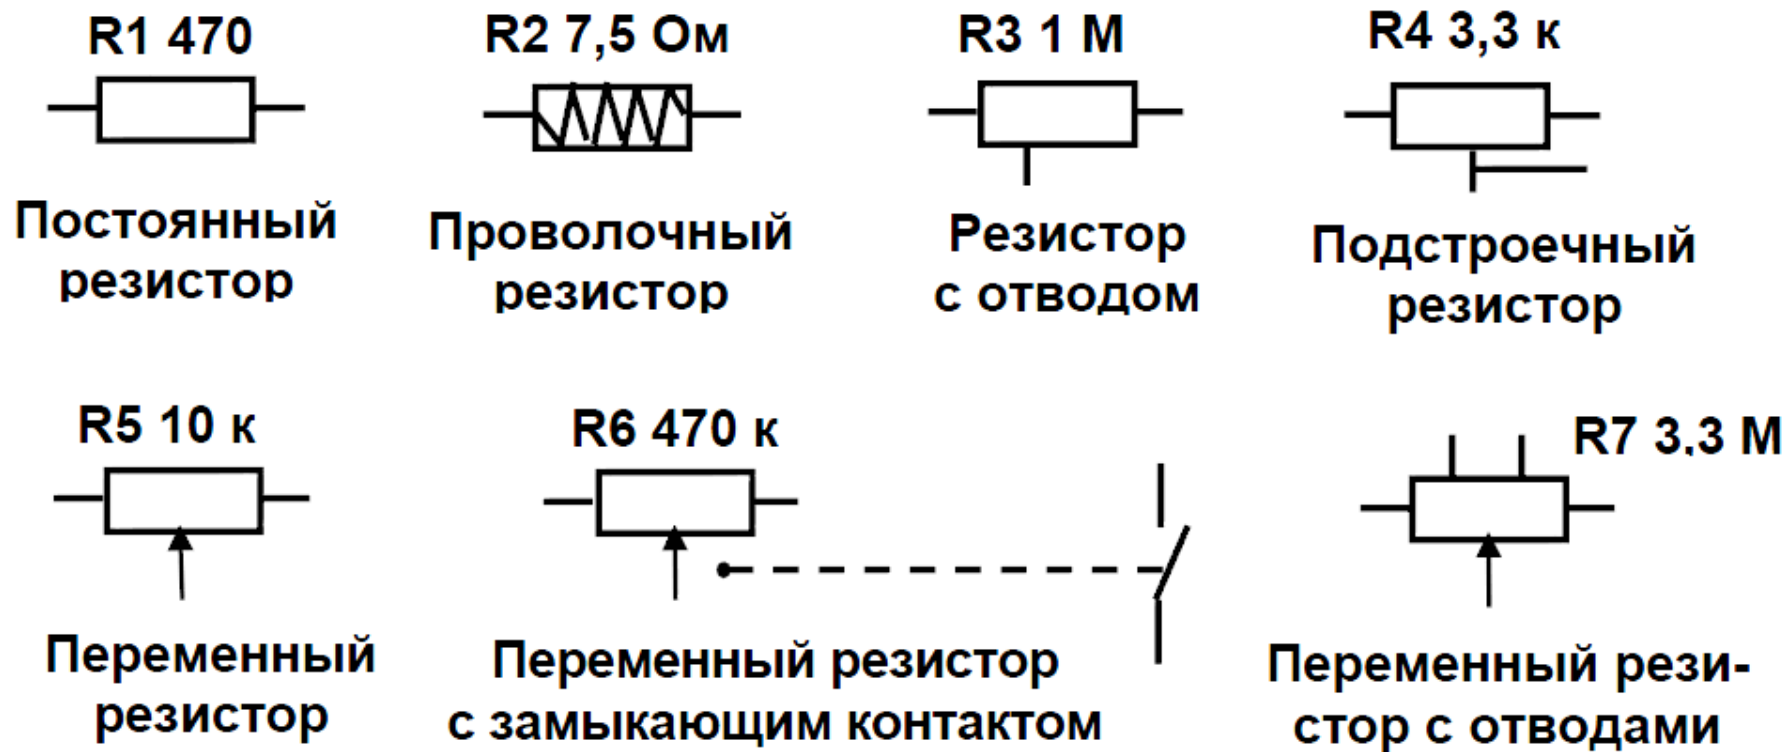 R1 470
R2 7,5 Ом
R3 1 М
R4 3,3 к
Постоянный
резистор
Проволочный
резистор
Резистор
с отводом
Подстроечный
резистор
R5 10 к
R6 470 к
R7 3,3 М
Переменный
резистор
Переменный резистор
с замыкающим контактом
Переменный рези-
стор с отводами